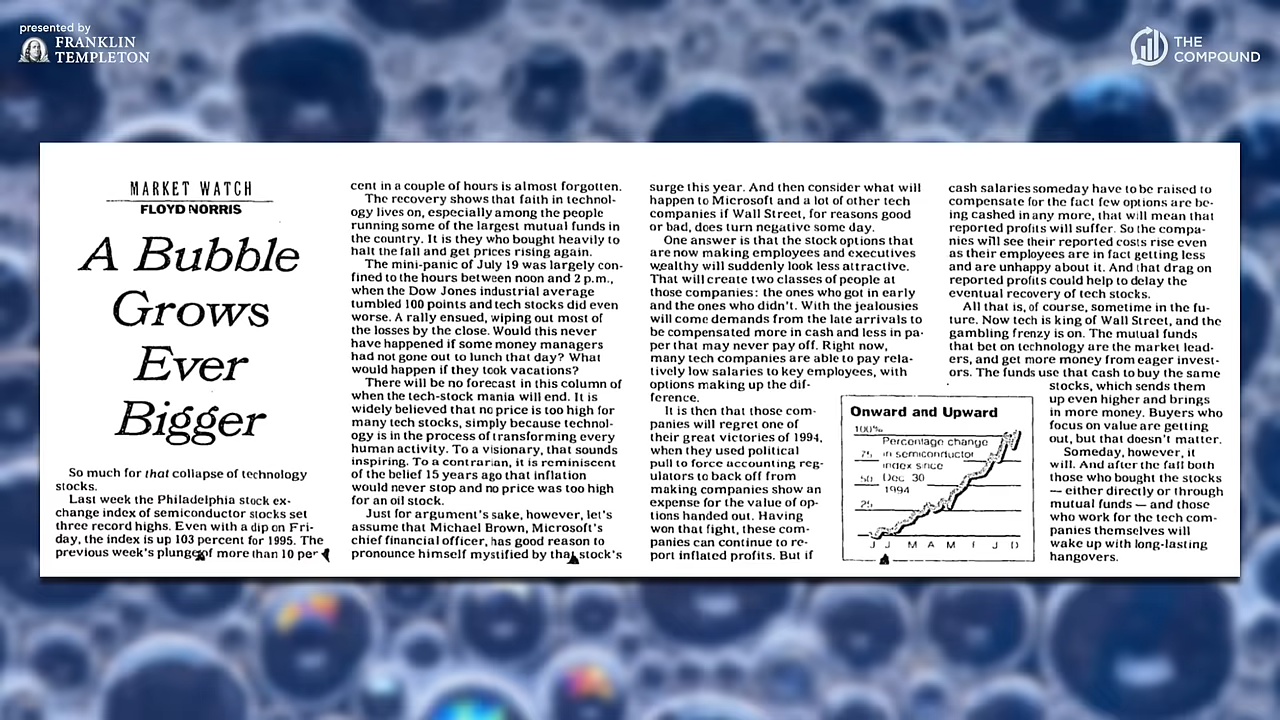 presented by
FRANKLIN
TEMPLETON
THE
COMPOUND
MARKET WATCH
FLOYD NORRIS
A Bubble
Grows
Ever
Bigger
So much for that collapse of technology
stocks.
Last week the Philadelphia stock ex-
change index of semiconductor stocks set
three record highs. Even with a dip on Fri-
day, the index is up 103 percent for 1995. The
previous week's plunge of more than 10 per
cent in a couple of hours is almost forgotten.
The recovery shows that faith in technol-
ogy lives on, especially among the people
running some of the largest mutual funds in
the country. It is they who bought heavily to
halt the fall and get prices rising again.
The mini-panic of July 19 was largely con-
fined to the hours between noon and 2 p.m.,
when the Dow Jones industrial average
tumbled 100 points and tech stocks did even
worse. A rally ensued, wiping out most of
the losses by the close. Would this never
have happened if some money managers
had not gone out to lunch that day? What
would happen if they took vacations?
There will be no forecast in this column of
when the tech-stock mania will end. It is
widely believed that no price is too high for
many tech stocks, simply because technol-
ogy is in the process of transforming every
human activity. To a visionary, that sounds
inspiring. To a contrarian, it is reminiscent
of the belief 15 years ago that inflation
would never stop and no price was too high
for an oil stock.
Just for argument's sake, however, let's
assume that Michael Brown, Microsoft's
chief financial officer, has good reason to
pronounce himself mystified by that stock's
surge this year. And then consider what will
happen to Microsoft and a lot of other tech
companies if Wall Street, for reasons good
or bad, does turn negative some day.
One answer is that the stock options that
are now making employees and executives
wealthy will suddenly look less attractive.
That will create two classes of people at
those companies: the ones who got in early
and the ones who didn't. With the jealousies
will come demands from the late arrivals to
be compensated more in cash and less in pa-
per that may never pay off. Right now,
many tech companies are able to pay rela-
tively low salaries to key employees, with
options making up the dif-
ference.
It is then that those com-
panies will regret one of
their great victories of 1994,
when they used political
pull to force accounting reg-
ulators to back off from
making companies show an
expense for the value of op-
tions handed out. Having
won that fight, these com-
panies can continue to re-
port inflated profits. But if
Onward and Upward
100%
Percentage change
75 in semiconductor
index since
50 Dec. 30
1994
25
J J M A M F J D
cash salaries someday have to be raised to
compensate for the fact few options are be-
ing cashed in any more, that will mean that
reported profits will suffer. So the compa-
nies will see their reported costs rise even
as their employees are in fact getting less
and are unhappy about it. And that drag on
reported profits could help to delay the
eventual recovery of tech stocks.
All that is, of course, sometime in the fu-
ture. Now tech is king of Wall Street, and the
gambling frenzy is on. The mutual funds
that bet on technology are the market lead-
ers, and get more money from eager invest-
ors. The funds use that cash to buy the same
stocks, which sends them
up even higher and brings
in more money. Buyers who
focus on value are getting
out, but that doesn't matter.
Someday, however, it
will. And after the fall both
those who bought the stocks
— either directly or through
mutual funds — and those
who work for the tech com-
panies themselves will
wake up with long-lasting
hangovers.